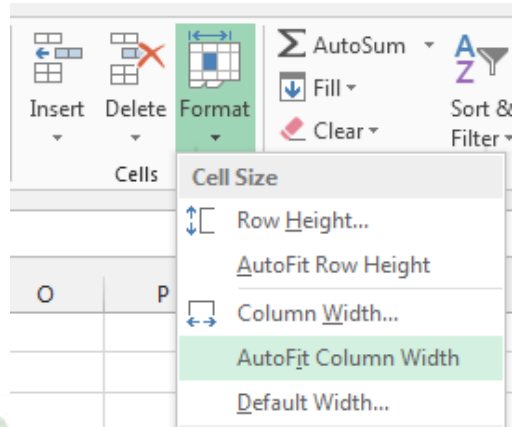 Insert Delete Format
AutoSum
Fill
Clear
Sort &
Filter
Cells
Cell Size
Row Height...
AutoFit Row Height
Column Width...
AutoFit Column Width
Default Width...
O P